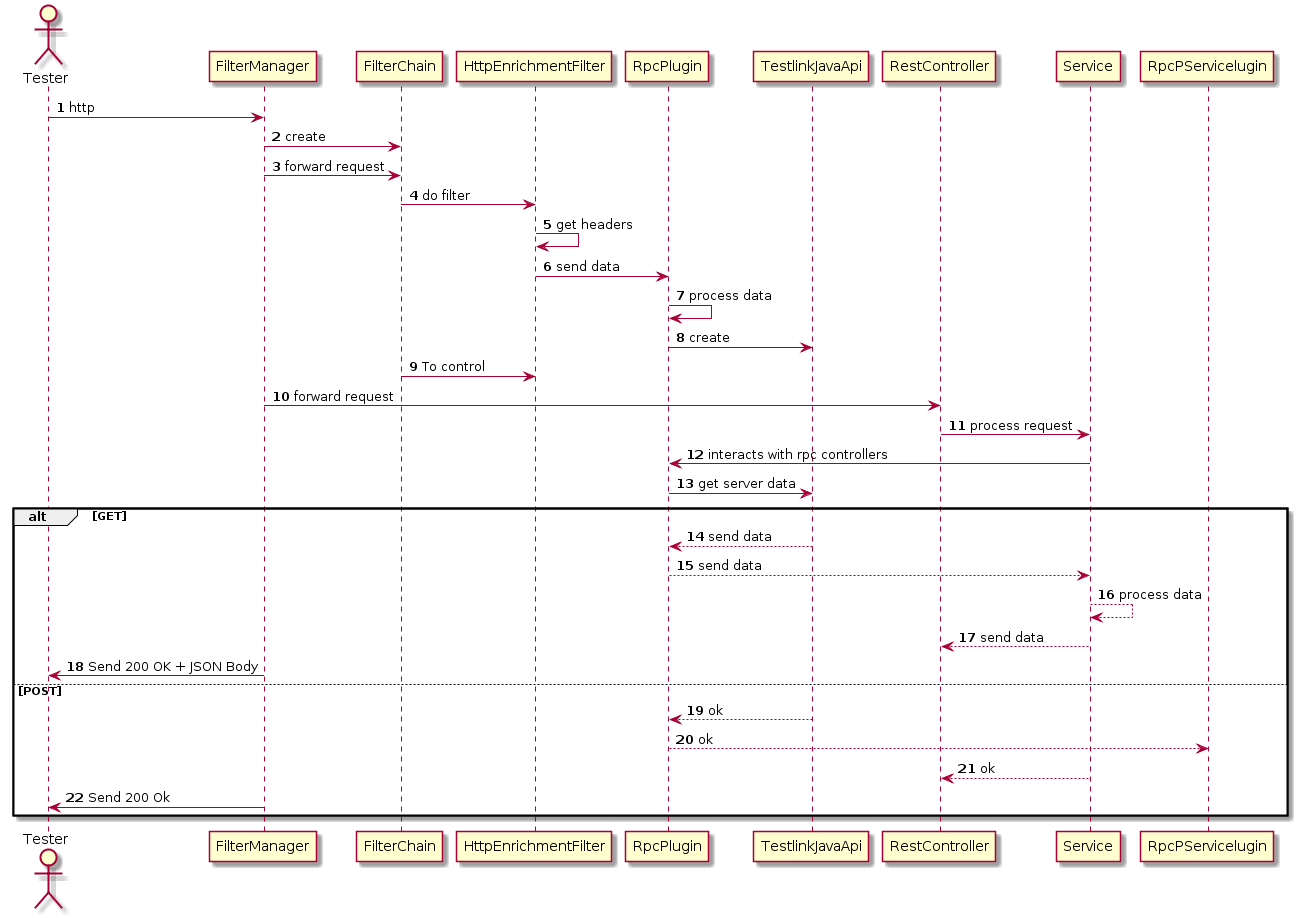 Tester
FilterManager
FilterChain
HttpEnrichmentFilter
RpcPlugin
TestlinkJavaApi
RestController
Service
RpcPServicelugin
1 http
2 create
3 forward request
4 do filter
5 get headers
6 send data
7 process data
8 create
9 To control
10 forward request
11 process request
12 interacts with rpc controllers
13 get server data
alt [GET]
14 send data
15 send data
16 process data
17 send data
18 Send 200 OK + JSON Body
[POST]
19 ok
20 ok
21 ok
22 Send 200 Ok
Tester
FilterManager
FilterChain
HttpEnrichmentFilter
RpcPlugin
TestlinkJavaApi
RestController
Service
RpcPServicelugin